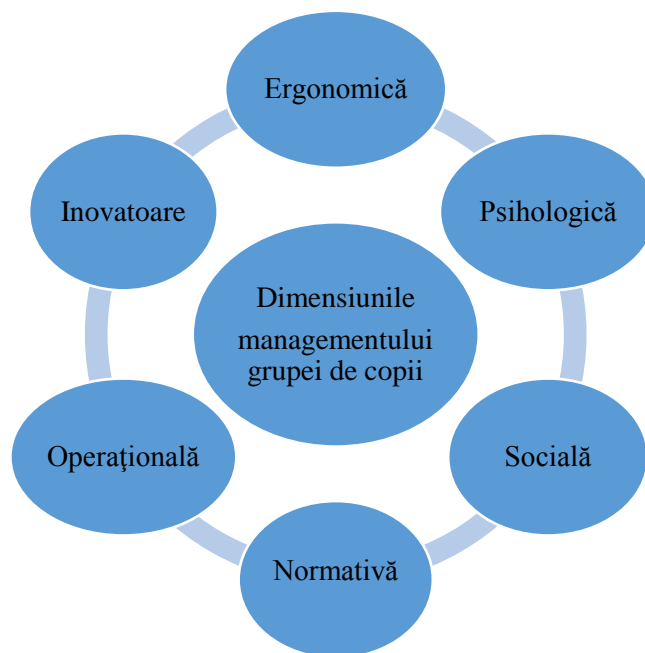 Ergonomică
Inovatoare
Psihologică
Dimensiunile
managementului
grupei de copii
Operaţională
Socială
Normativă